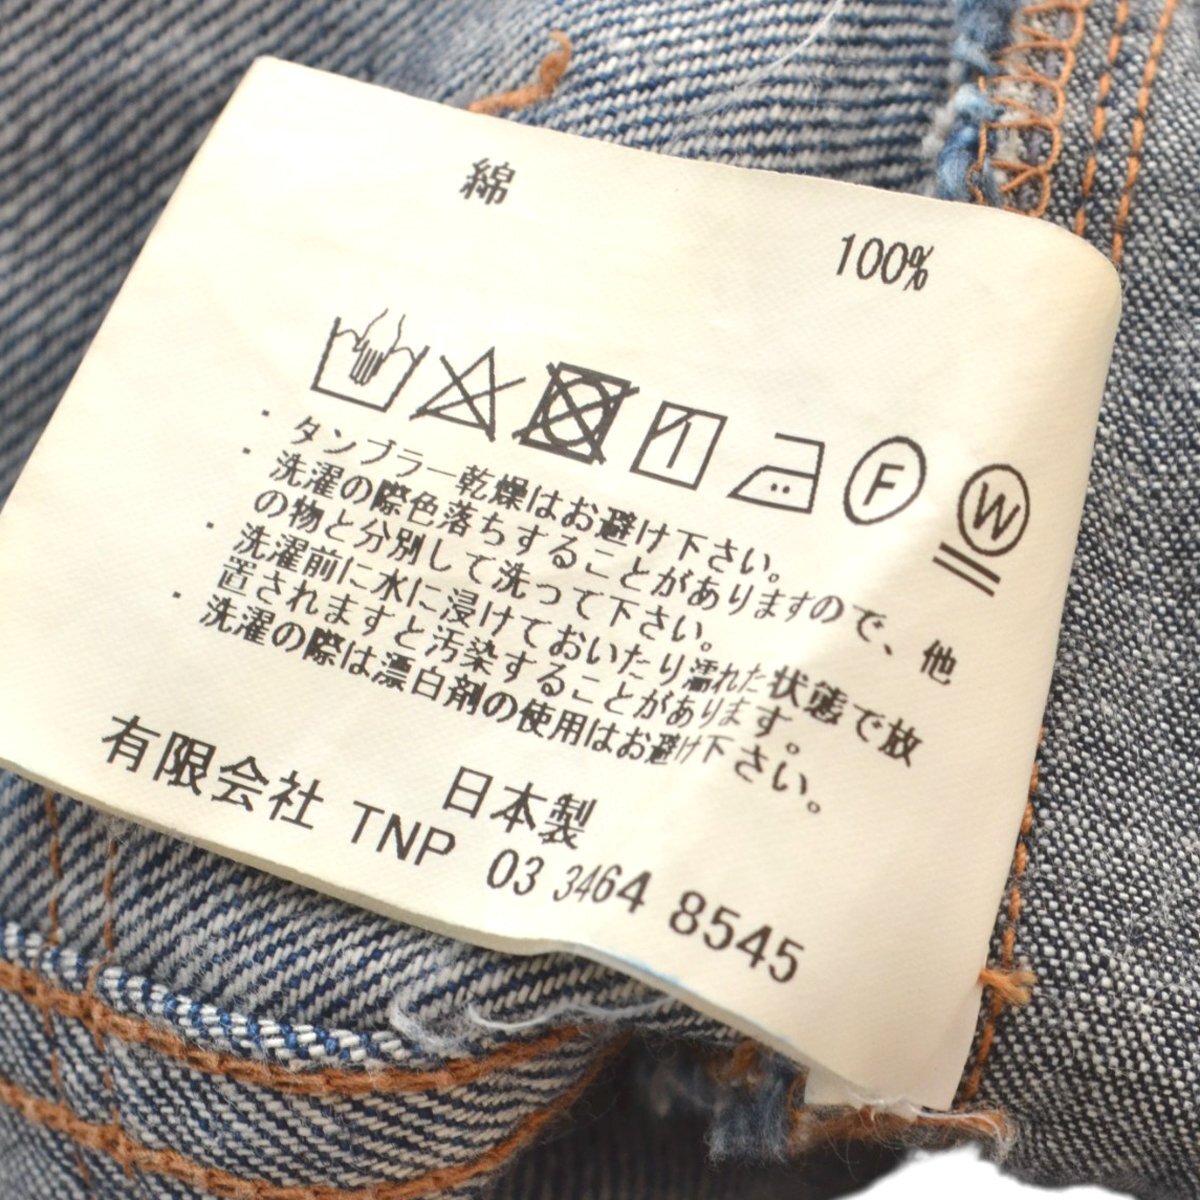 綿 100%
F W
・タンブラー乾燥はお避け下さい。
・洗濯の際色落ちすることがありますので、他
の物と分別して洗って下さい。
・洗濯前に水に浸けておいたり濡れた状態で放
置されますと汚染することがあります。
・洗濯の際は漂白剤の使用はお避け下さい。
日本製
有限会社 TNP 03 3464 8545